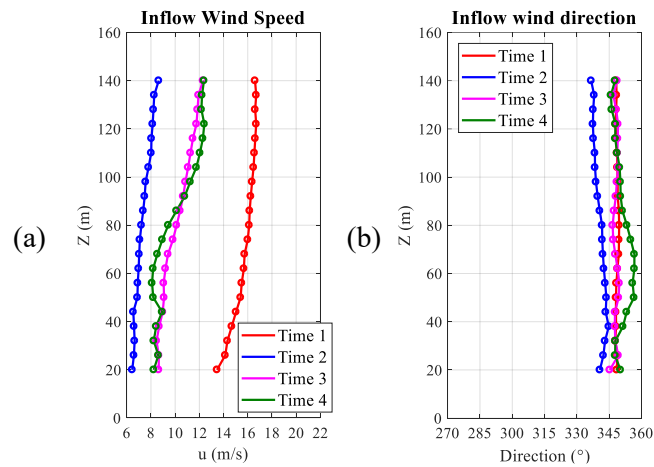 Inflow Wind Speed
160
140
120
100
80
60
40
20
0
Z (m)
(a)
Time 1
Time 2
Time 3
Time 4
6 8 10 12 14 16 18 20 22
u (m/s)
Inflow wind direction
160
140
120
100
80
60
40
20
0
Z (m)
(b)
Time 1
Time 2
Time 3
Time 4
270 285 300 315 330 345 360
Direction (°)